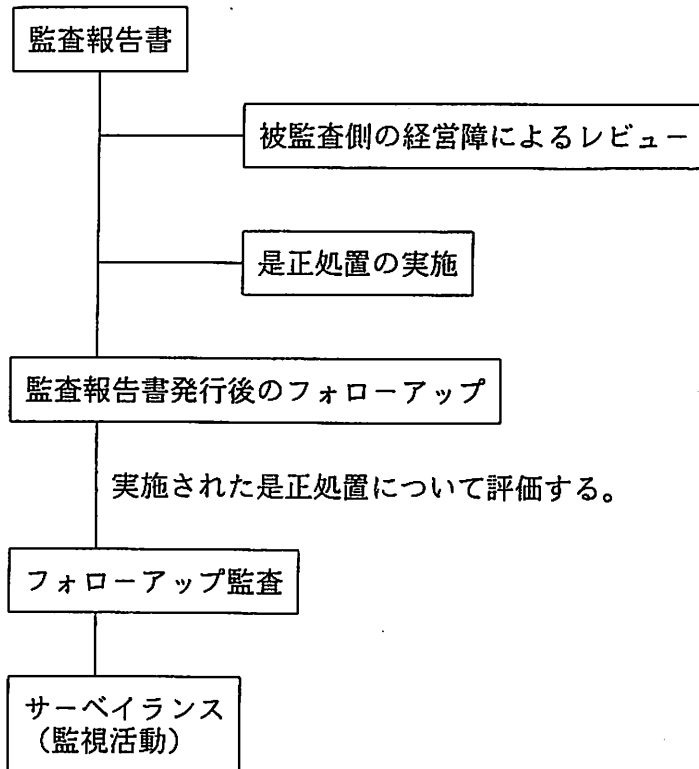 監査報告書
被監査側の経営障によるレビュー
是正処置の実施
監査報告書発行後のフォローアップ
実施された是正処置について評価する。
フォローアップ監査
サーベイランス
（監視活動）